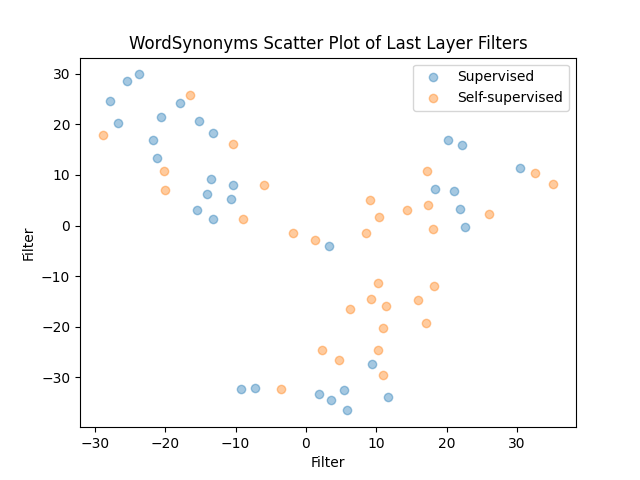 WordSynonyms Scatter Plot of Last Layer Filters
Supervised
Self-supervised
30
20
10
0
−10
−20
−30
Filter
−30
−20
−10
0
10
20
30
Filter